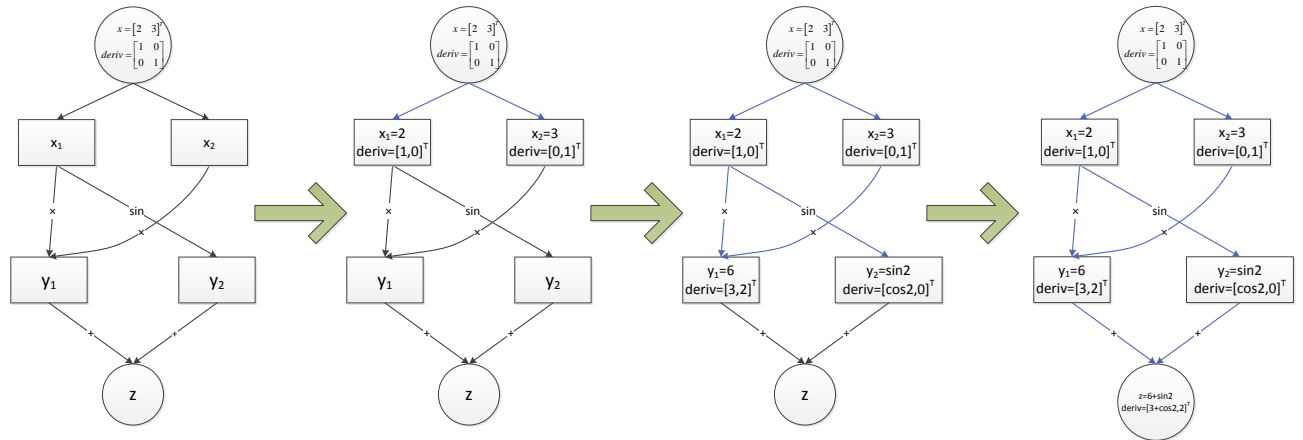 x = [2 3]ᵀ
deriv = [1 0
0 1]
x₁
x₂
×
sin
×
y₁
y₂
+
+
z
x = [2 3]ᵀ
deriv = [1 0
0 1]
x₁=2
deriv=[1,0]ᵀ
x₂=3
deriv=[0,1]ᵀ
×
sin
×
y₁
y₂
+
+
z
x = [2 3]ᵀ
deriv = [1 0
0 1]
x₁=2
deriv=[1,0]ᵀ
x₂=3
deriv=[0,1]ᵀ
×
sin
×
y₁=6
deriv=[3,2]ᵀ
y₂=sin2
deriv=[cos2,0]ᵀ
+
+
z
x = [2 3]ᵀ
deriv = [1 0
0 1]
x₁=2
deriv=[1,0]ᵀ
x₂=3
deriv=[0,1]ᵀ
×
sin
×
y₁=6
deriv=[3,2]ᵀ
y₂=sin2
deriv=[cos2,0]ᵀ
+
+
z=6+sin2
deriv=[3+cos2,2]ᵀ